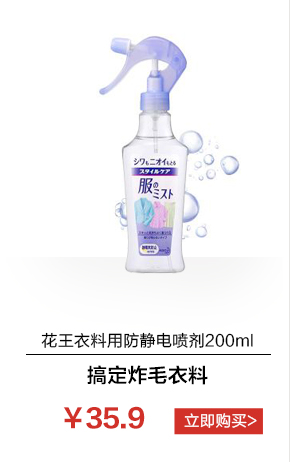 シワもニオイもとる
スタイルケア
服の
ミスト
花王衣料用防静电喷剂200ml
搞定炸毛衣料
￥35.9
立即购买>